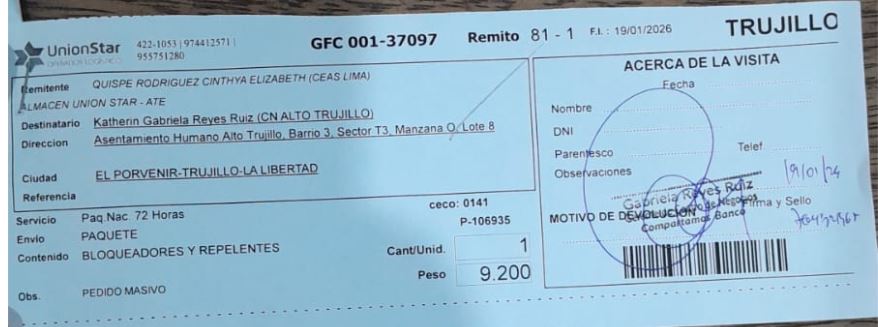 UnionStar
OPERADOR LOGÍSTICO
422-1053 | 974412571 |
955751280
GFC 001-37097
Remito 81 - 1
F.I. : 19/01/2026
TRUJILLO
Remitente QUISPE RODRIGUEZ CINTHYA ELIZABETH (CEAS LIMA)
ALMACEN UNION STAR - ATE
Destinatario Katherin Gabriela Reyes Ruiz (CN ALTO TRUJILLO)
Direccion Asentamiento Humano Alto Trujillo, Barrio 3, Sector T3, Manzana O, Lote 8
Ciudad EL PORVENIR-TRUJILLO-LA LIBERTAD
Referencia
Servicio Paq.Nac. 72 Horas
ceco: 0141
Envio PAQUETE
P-106935
Contenido BLOQUEADORES Y REPELENTES
Cant/Unid. 1
Peso 9.200
Obs. PEDIDO MASIVO
ACERCA DE LA VISITA
Fecha
Nombre
DNI
Parentesco Telef
Observaciones
Gabriela Reyes Ruiz
de Negocios
Compartamos Banco
Firma y Sello
MOTIVO DE DEVOLUCION